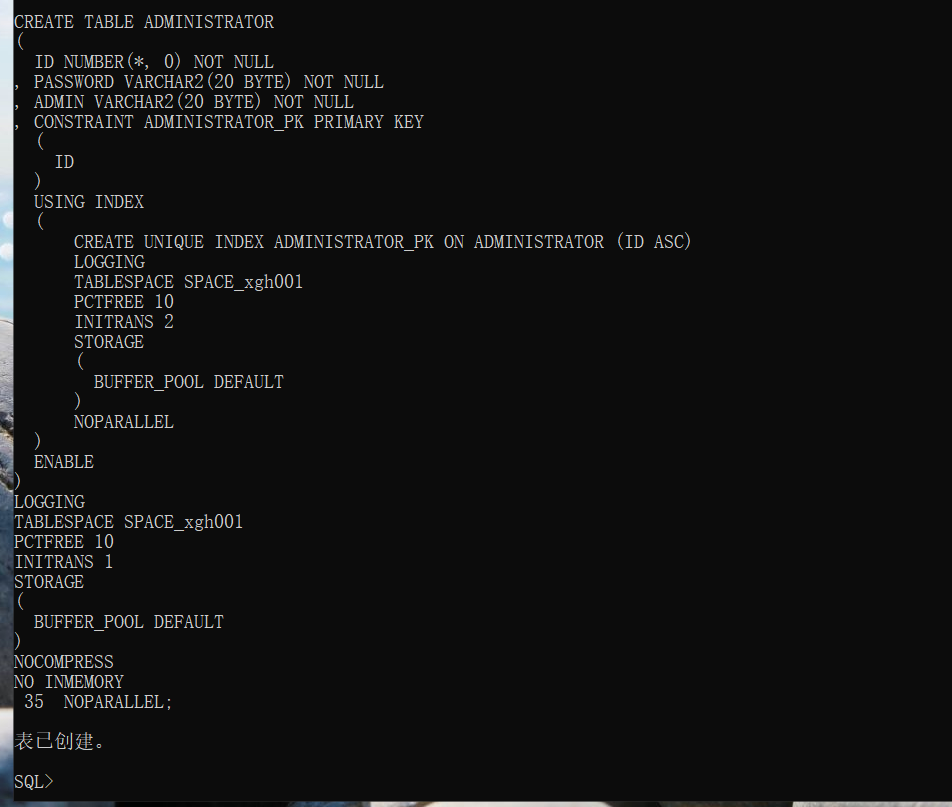 CREATE TABLE ADMINISTRATOR
(
  ID NUMBER(*, 0) NOT NULL
, PASSWORD VARCHAR2(20 BYTE) NOT NULL
, ADMIN VARCHAR2(20 BYTE) NOT NULL
, CONSTRAINT ADMINISTRATOR_PK PRIMARY KEY
  (
    ID
  )
  USING INDEX
  (
      CREATE UNIQUE INDEX ADMINISTRATOR_PK ON ADMINISTRATOR (ID ASC)
      LOGGING
      TABLESPACE SPACE_xgh001
      PCTFREE 10
      INITRANS 2
      STORAGE
      (
        BUFFER_POOL DEFAULT
      )
      NOPARALLEL
  )
  ENABLE
)
LOGGING
TABLESPACE SPACE_xgh001
PCTFREE 10
INITRANS 1
STORAGE
(
  BUFFER_POOL DEFAULT
)
NOCOMPRESS
NO INMEMORY
 35  NOPARALLEL;
表已创建。
SQL>